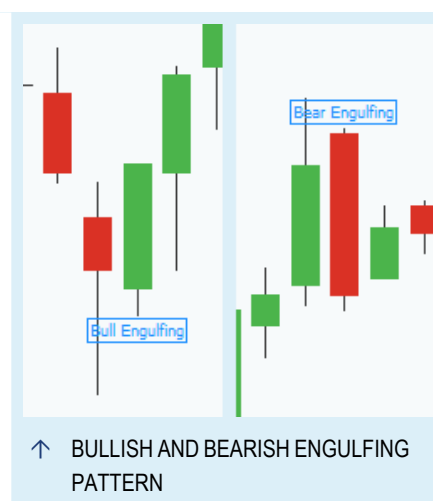 Bear Engulfing
Bull Engulfing
↑ BULLISH AND BEARISH ENGULFING
PATTERN